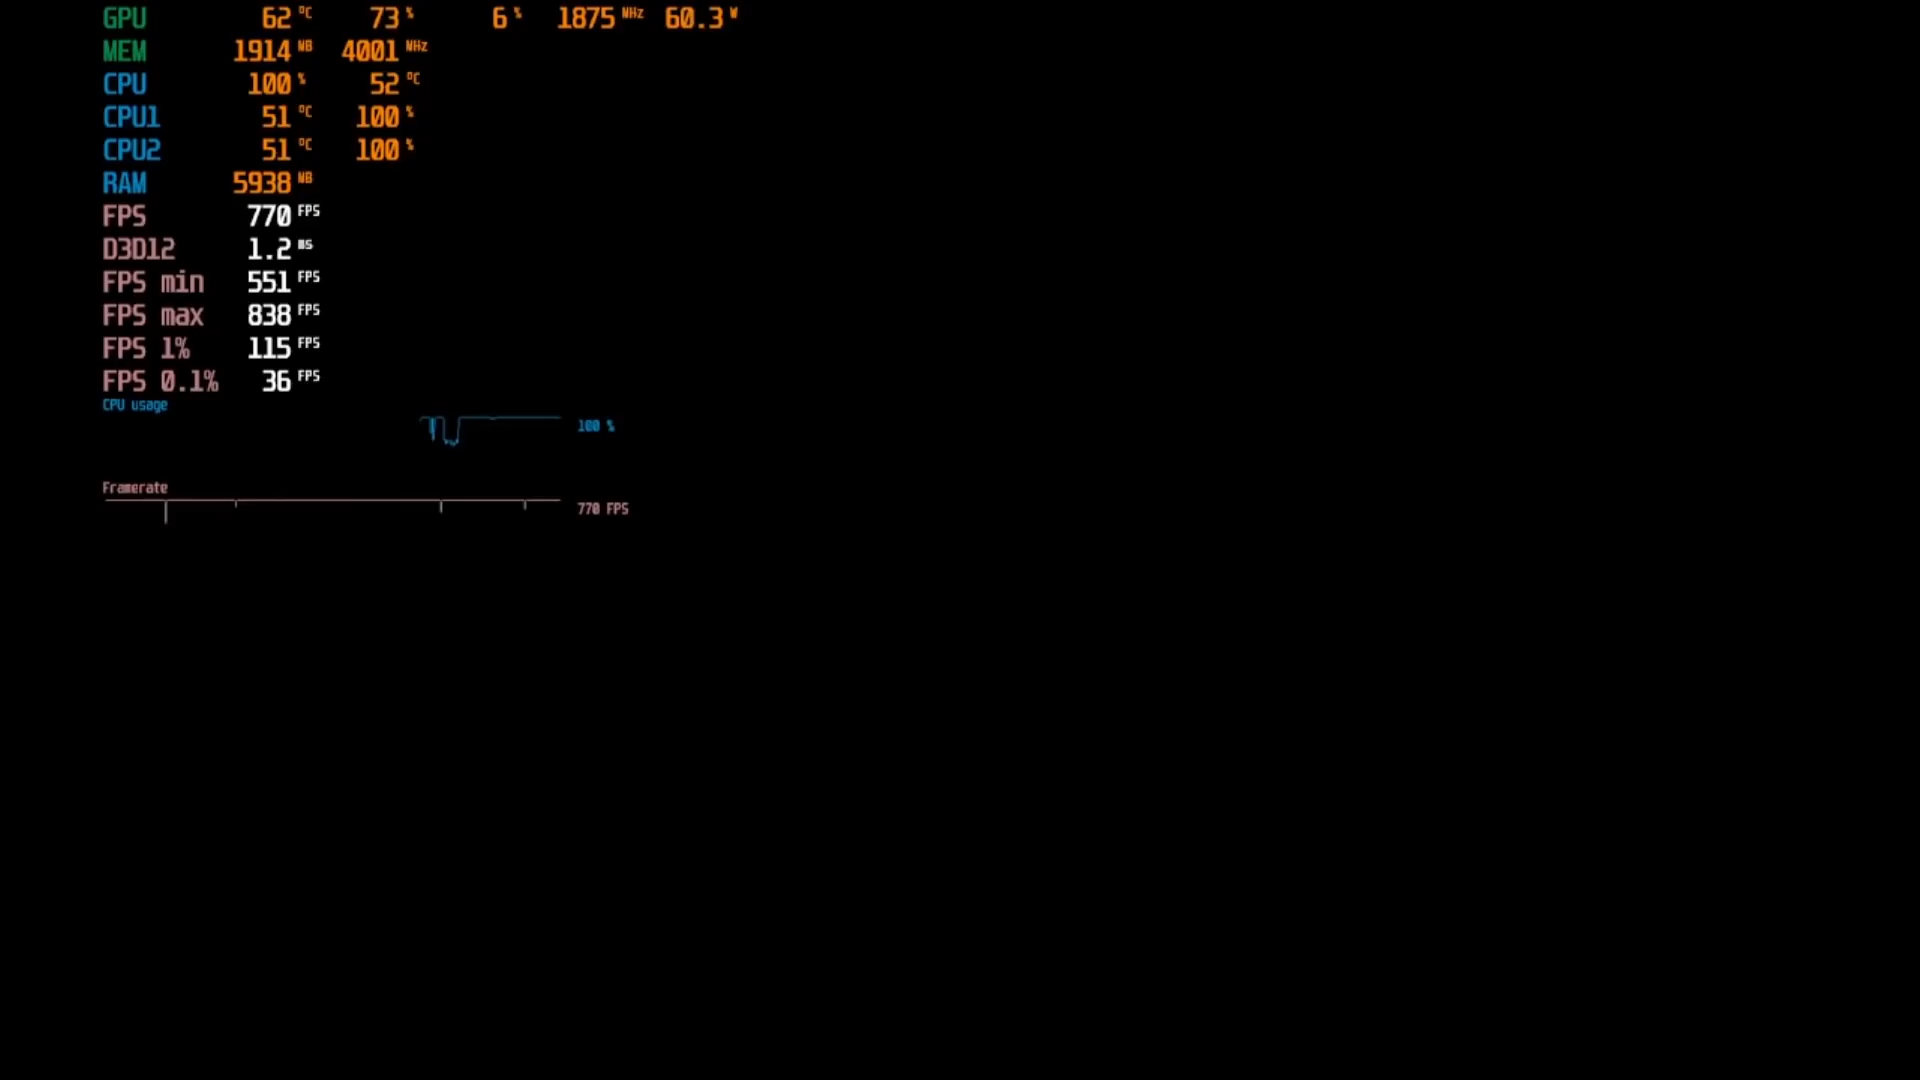 GPU 62 °C 73 % 6 % 1875 MHz 60.3 W
MEM 1914 MB 4001 MHz
CPU 100 % 52 °C
CPU1 51 °C 100 %
CPU2 51 °C 100 %
RAM 5938 MB
FPS 770 FPS
D3D12 1.2 ms
FPS min 551 FPS
FPS max 838 FPS
FPS 1% 115 FPS
FPS 0.1% 36 FPS
CPU usage
100 %
Framerate
770 FPS